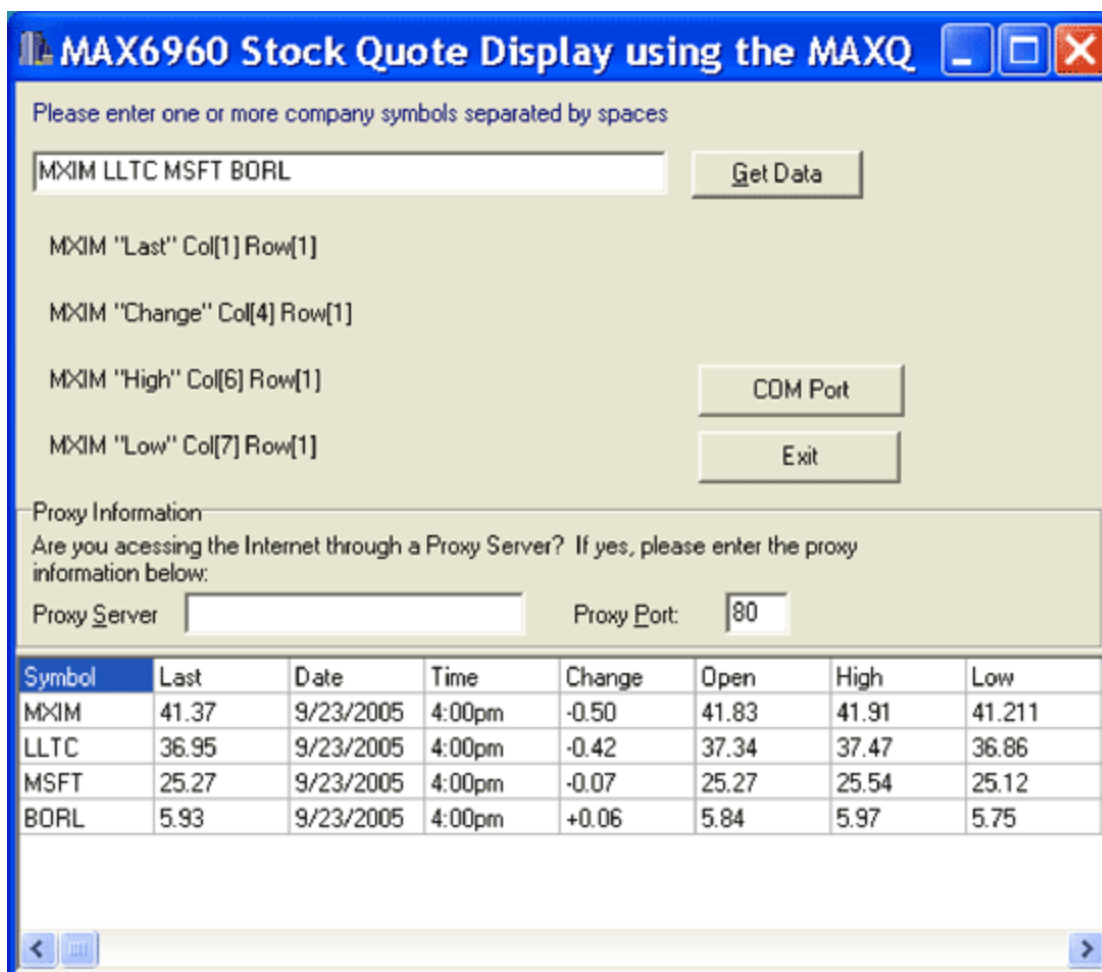 MAX6960 Stock Quote Display using the MAXQ
Please enter one or more company symbols separated by spaces
MXIM LLTC MSFT BORL Get Data
MXIM "Last" Col[1] Row[1]
MXIM "Change" Col[4] Row[1]
MXIM "High" Col[6] Row[1] COM Port
MXIM "Low" Col[7] Row[1] Exit
Proxy Information
Are you acessing the Internet through a Proxy Server? If yes, please enter the proxy
information below:
Proxy Server Proxy Port: 80
Symbol Last Date Time Change Open High Low
MXIM 41.37 9/23/2005 4:00pm -0.50 41.83 41.91 41.211
LLTC 36.95 9/23/2005 4:00pm -0.42 37.34 37.47 36.86
MSFT 25.27 9/23/2005 4:00pm -0.07 25.27 25.54 25.12
BORL 5.93 9/23/2005 4:00pm +0.06 5.84 5.97 5.75